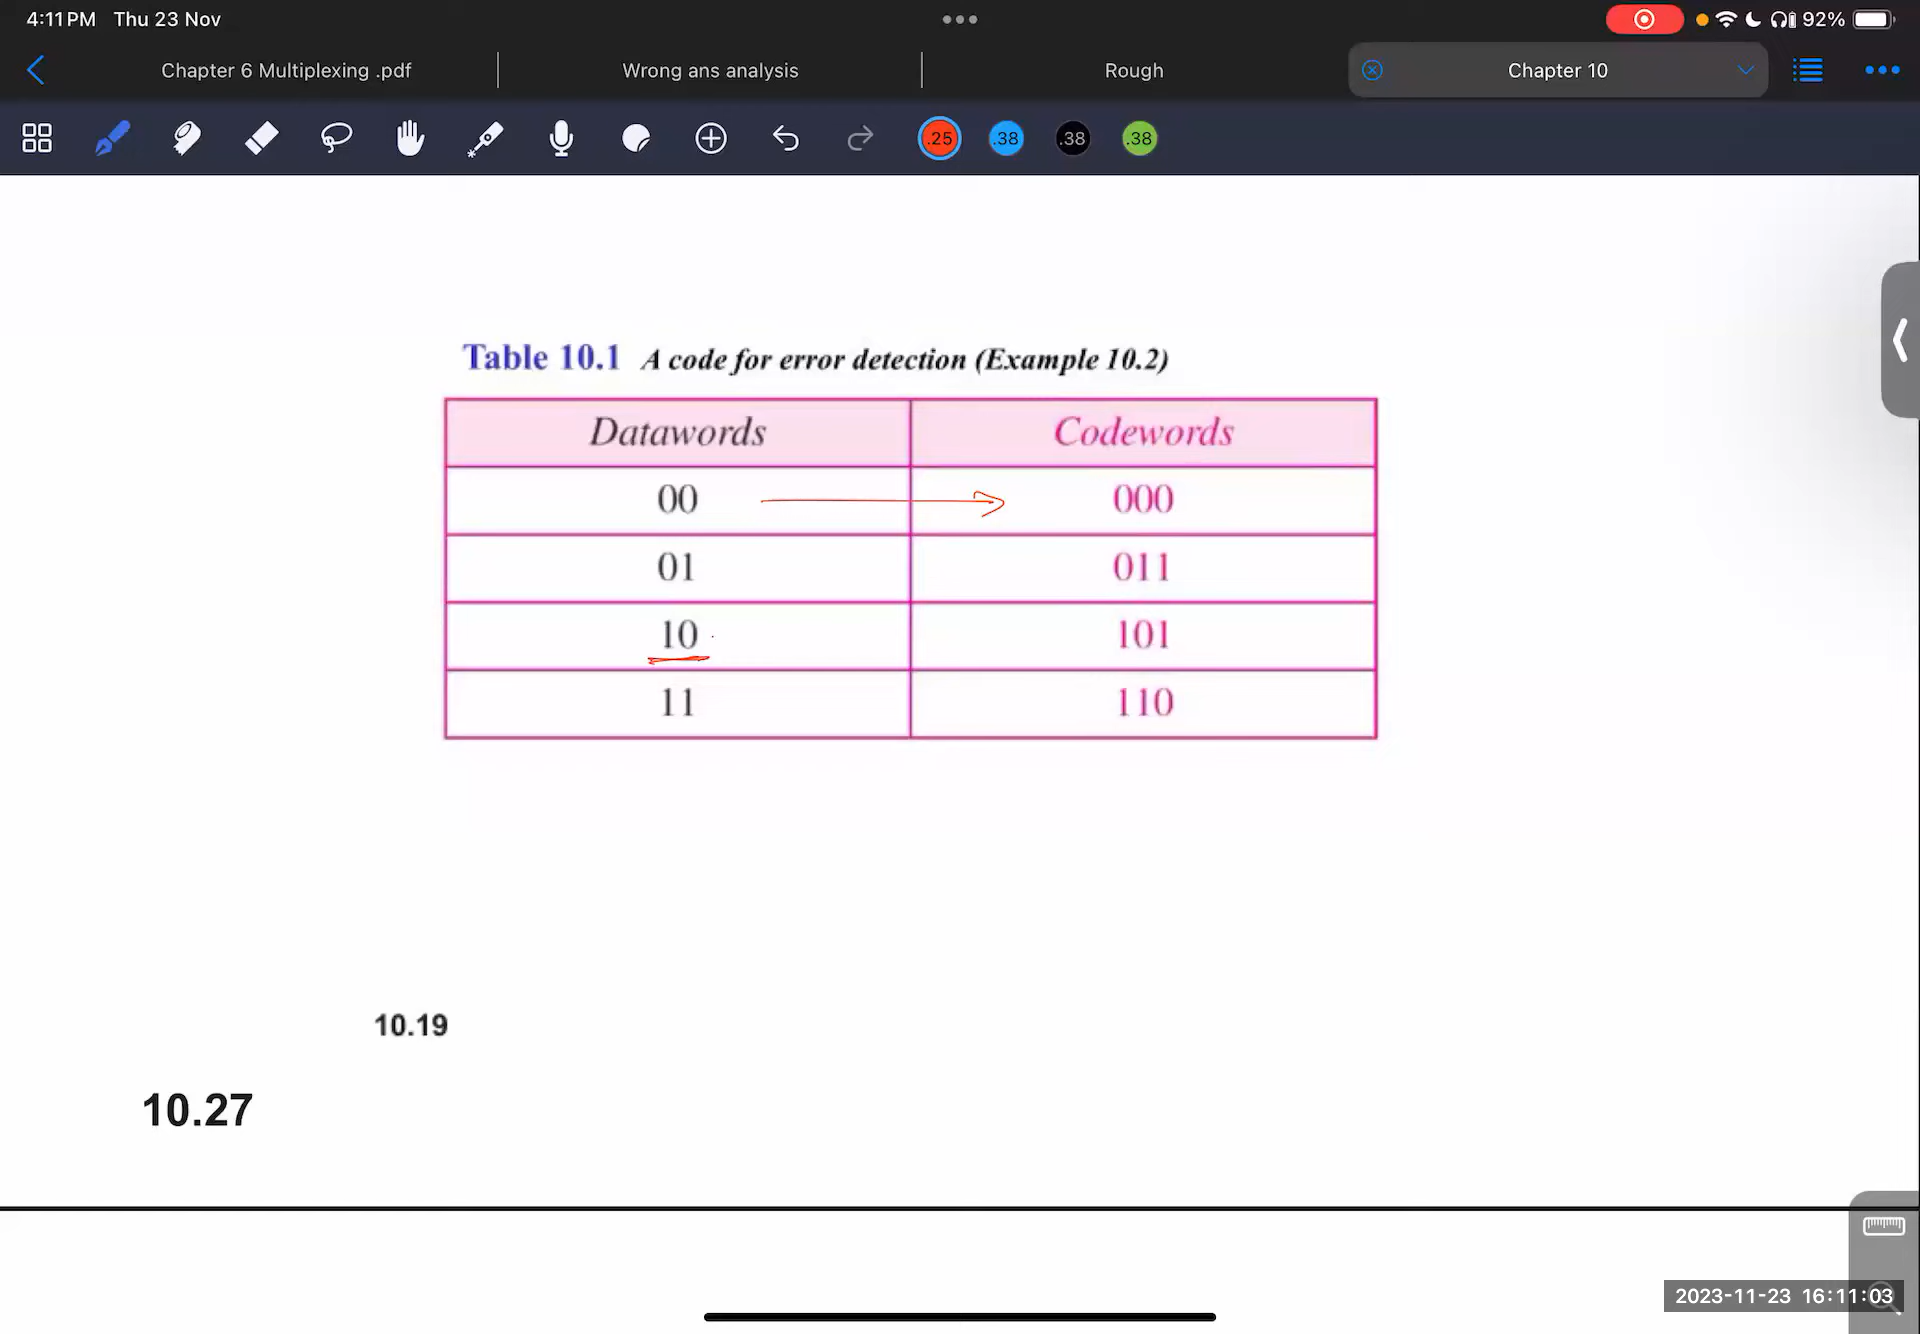 4:11 PM Thu 23 Nov
92%
Chapter 6 Multiplexing .pdf
Wrong ans analysis
Rough
Chapter 10
.25 .38 .38 .38
Table 10.1 A code for error detection (Example 10.2)
Datawords Codewords
00 000
01 011
10 101
11 110
10.19
10.27
2023-11-23 16:11:03